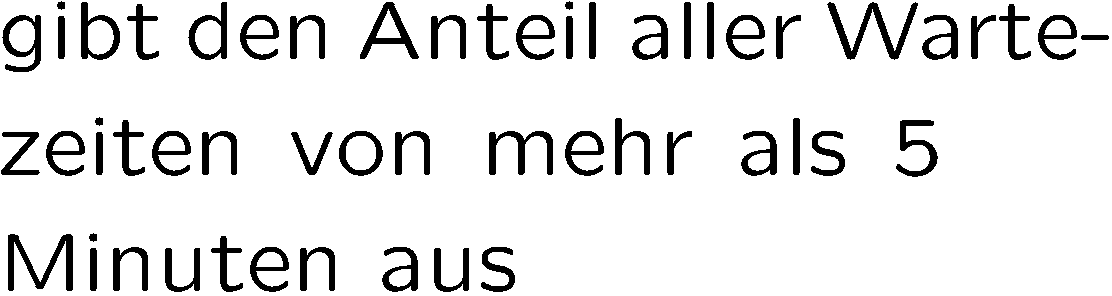 gibt den Anteil aller Warte-
zeiten von mehr als 5
Minuten aus